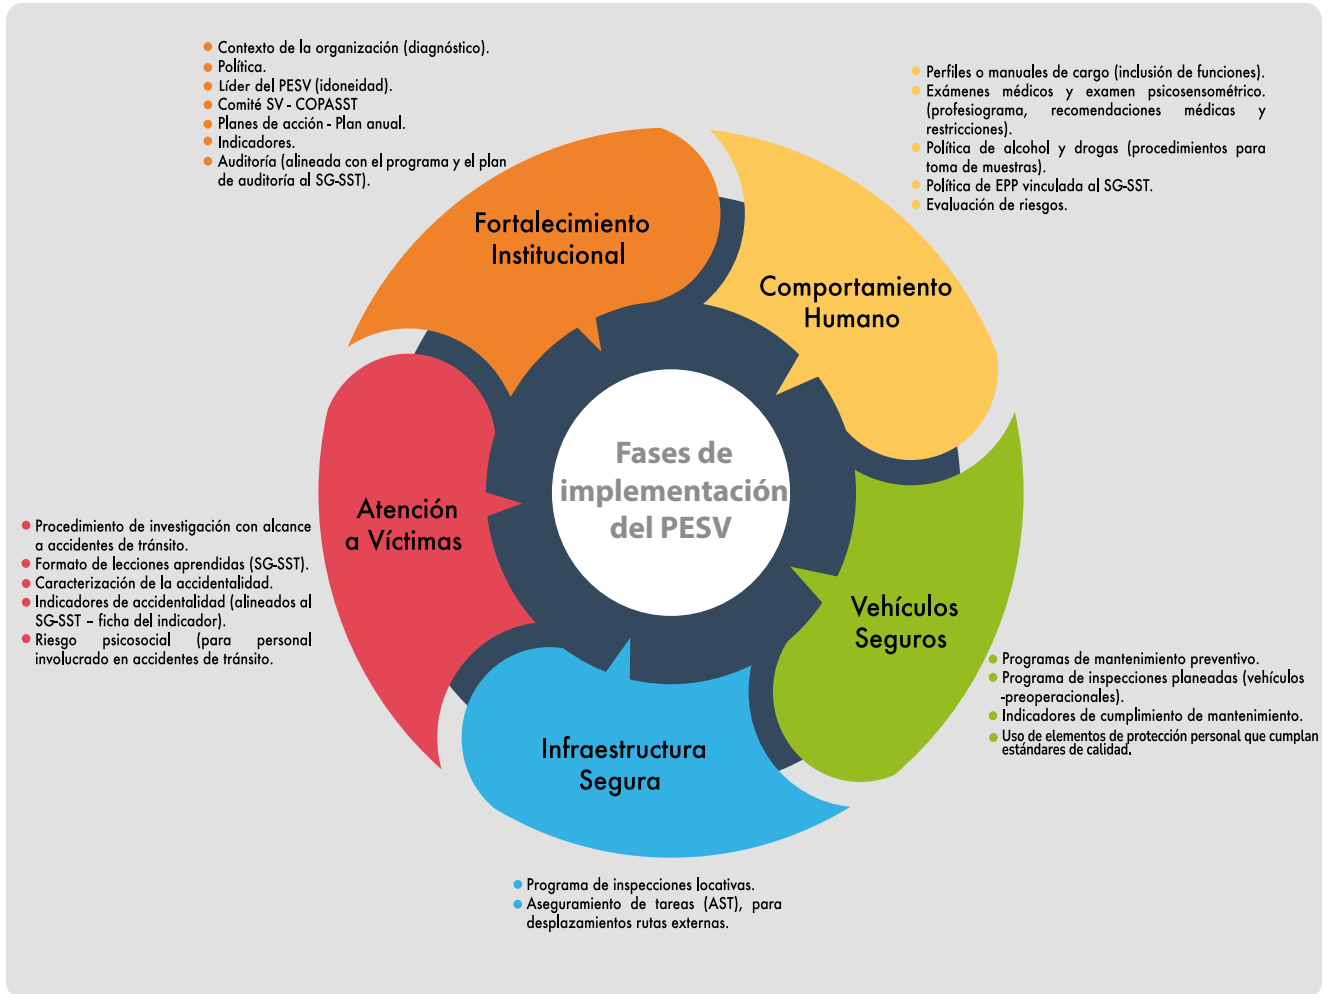 Contexto de la organización (diagnóstico).
Política.
Líder del PESV (idoneidad).
Comité SV - COPASST
Planes de acción - Plan anual.
Indicadores.
Auditoría (alineada con el programa y el plan
de auditoría al SG-SST).
Perfiles o manuales de cargo (inclusión de funciones).
Exámenes médicos y examen psicosensométrico.
(profesiograma, recomendaciones médicas y
restricciones).
Política de alcohol y drogas (procedimientos para
toma de muestras).
Política de EPP vinculada al SG-SST.
Evaluación de riesgos.
Fortalecimiento
Institucional
Comportamiento
Humano
Fases de
implementación
del PESV
Atención
a Víctimas
Procedimiento de investigación con alcance
a accidentes de tránsito.
Formato de lecciones aprendidas (SG-SST).
Caracterización de la accidentalidad.
Indicadores de accidentalidad (alineados al
SG-SST – ficha del indicador).
Riesgo psicosocial (para personal
involucrado en accidentes de tránsito.
Vehículos
Seguros
Programas de mantenimiento preventivo.
Programa de inspecciones planeadas (vehículos
-preoperacionales).
Indicadores de cumplimiento de mantenimiento.
Uso de elementos de protección personal que cumplan
estándares de calidad.
Infraestructura
Segura
Programa de inspecciones locativas.
Aseguramiento de tareas (AST), para
desplazamientos rutas externas.